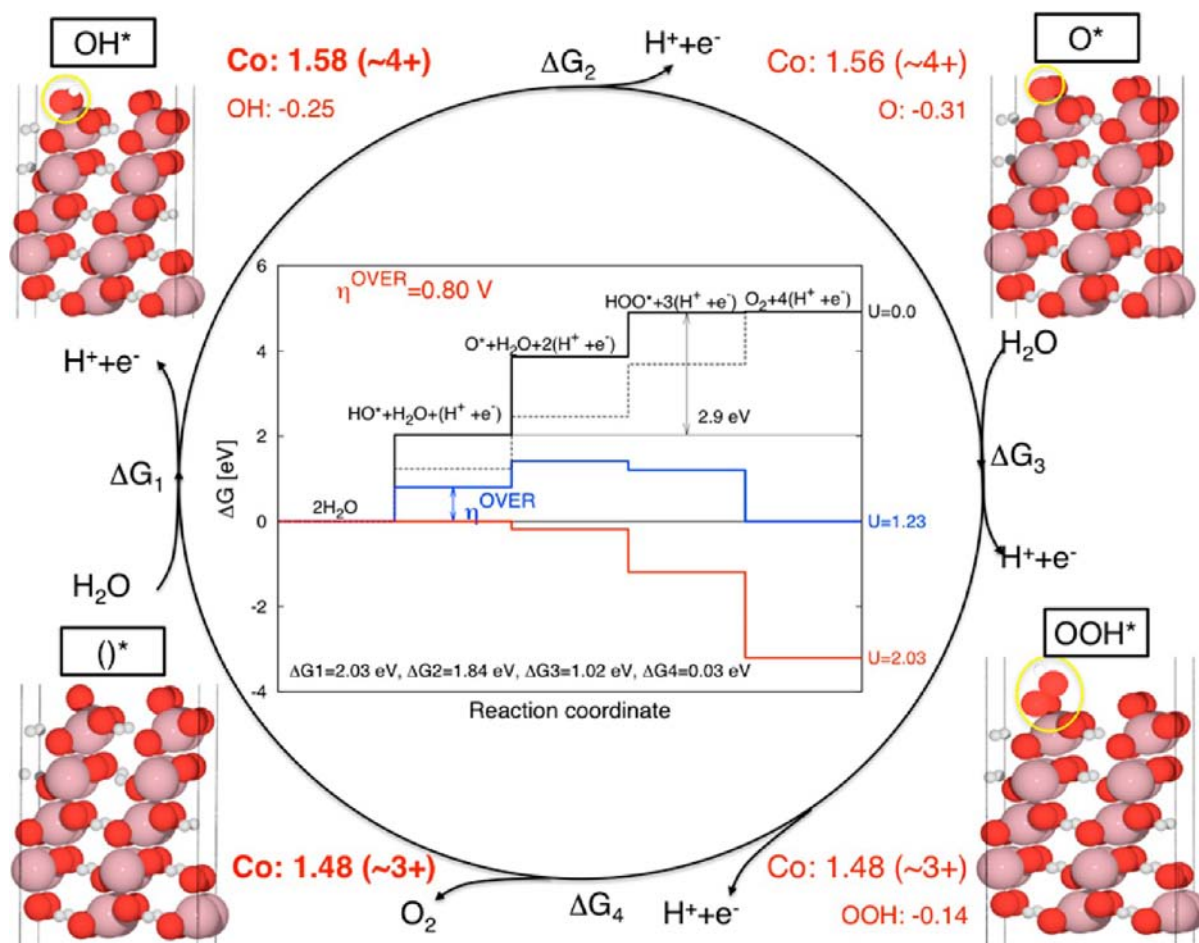 OH*
Co: 1.58 (~4+)
OH: -0.25
ΔG₂
H⁺+e⁻
Co: 1.56 (~4+)
O: -0.31
O*
H⁺+e⁻
ΔG₁
H₂O
6
4
2
0
-2
-4
ΔG [eV]
η^OVER=0.80 V
2H₂O
HO*+H₂O+(H⁺ +e⁻)
O*+H₂O+2(H⁺ +e⁻)
HOO*+3(H⁺ +e⁻)
O₂+4(H⁺ +e⁻)
2.9 eV
η^OVER
U=0.0
U=1.23
U=2.03
ΔG1=2.03 eV, ΔG2=1.84 eV, ΔG3=1.02 eV, ΔG4=0.03 eV
Reaction coordinate
H₂O
ΔG₃
H⁺+e⁻
()*
Co: 1.48 (~3+)
O₂
ΔG₄
H⁺+e⁻
Co: 1.48 (~3+)
OOH: -0.14
OOH*